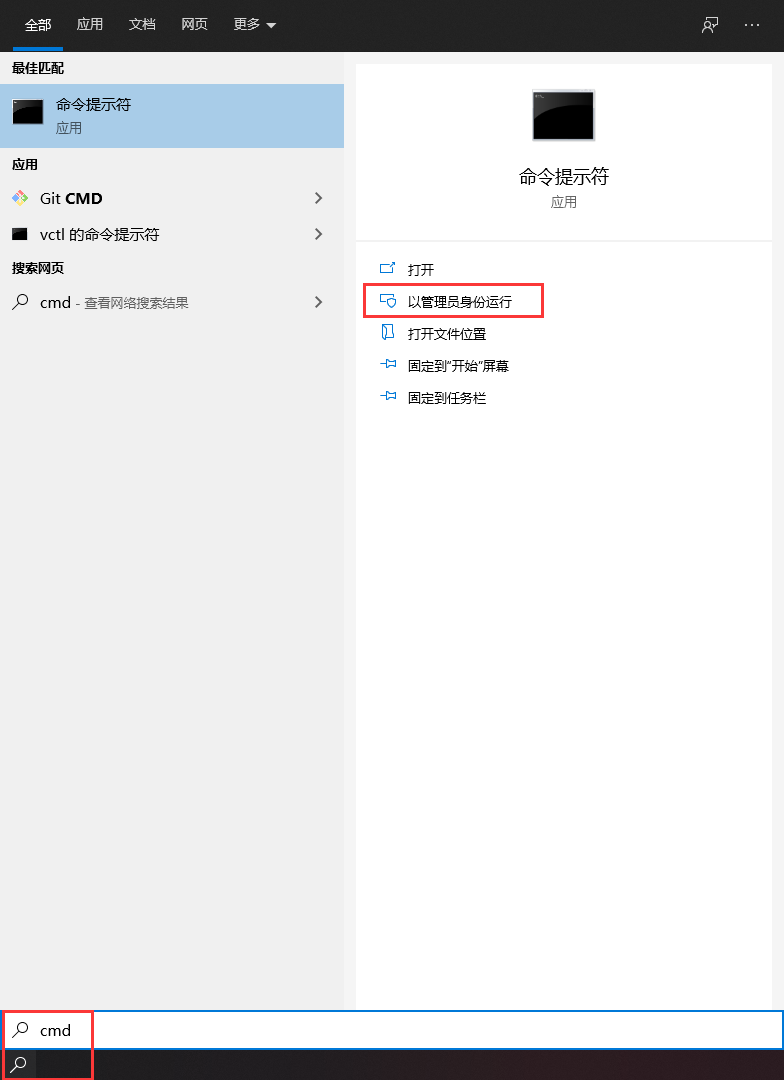 全部 应用 文档 网页 更多
最佳匹配
命令提示符
应用
应用
Git CMD
vctl 的命令提示符
搜索网页
cmd - 查看网络搜索结果
命令提示符
应用
打开
以管理员身份运行
打开文件位置
固定到"开始"屏幕
固定到任务栏
cmd